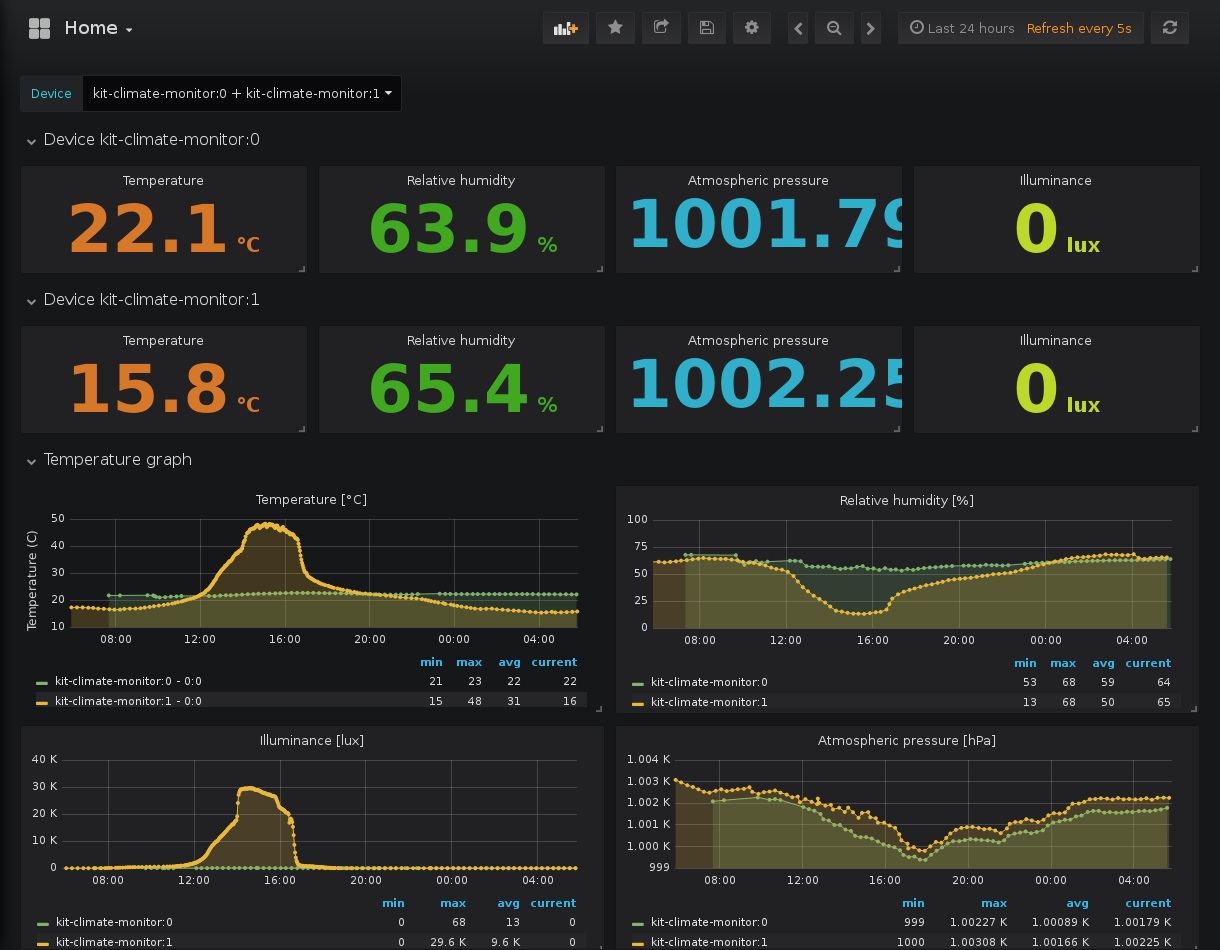 Home
Last 24 hours Refresh every 5s
Device kit-climate-monitor:0 + kit-climate-monitor:1
Device kit-climate-monitor:0
Temperature Relative humidity Atmospheric pressure Illuminance
22.1 °C 63.9 % 1001.79 0 lux
Device kit-climate-monitor:1
Temperature Relative humidity Atmospheric pressure Illuminance
15.8 °C 65.4 % 1002.25 0 lux
Temperature graph
Temperature [°C]
Temperature (C)
50
40
30
20
10
08:00 12:00 16:00 20:00 00:00 04:00
min max avg current
kit-climate-monitor:0 - 0:0 21 23 22 22
kit-climate-monitor:1 - 0:0 15 48 31 16
Relative humidity [%]
100
75
50
25
0
08:00 12:00 16:00 20:00 00:00 04:00
min max avg current
kit-climate-monitor:0 53 68 59 64
kit-climate-monitor:1 13 68 50 65
Illuminance [lux]
40 K
30 K
20 K
10 K
0
08:00 12:00 16:00 20:00 00:00 04:00
min max avg current
kit-climate-monitor:0 0 68 13 0
kit-climate-monitor:1 0 29.6 K 9.6 K 0
Atmospheric pressure [hPa]
1.004 K
1.003 K
1.002 K
1.001 K
1.000 K
999
08:00 12:00 16:00 20:00 00:00 04:00
min max avg current
kit-climate-monitor:0 999 1.00227 K 1.00089 K 1.00179 K
kit-climate-monitor:1 1000 1.00308 K 1.00166 K 1.00225 K